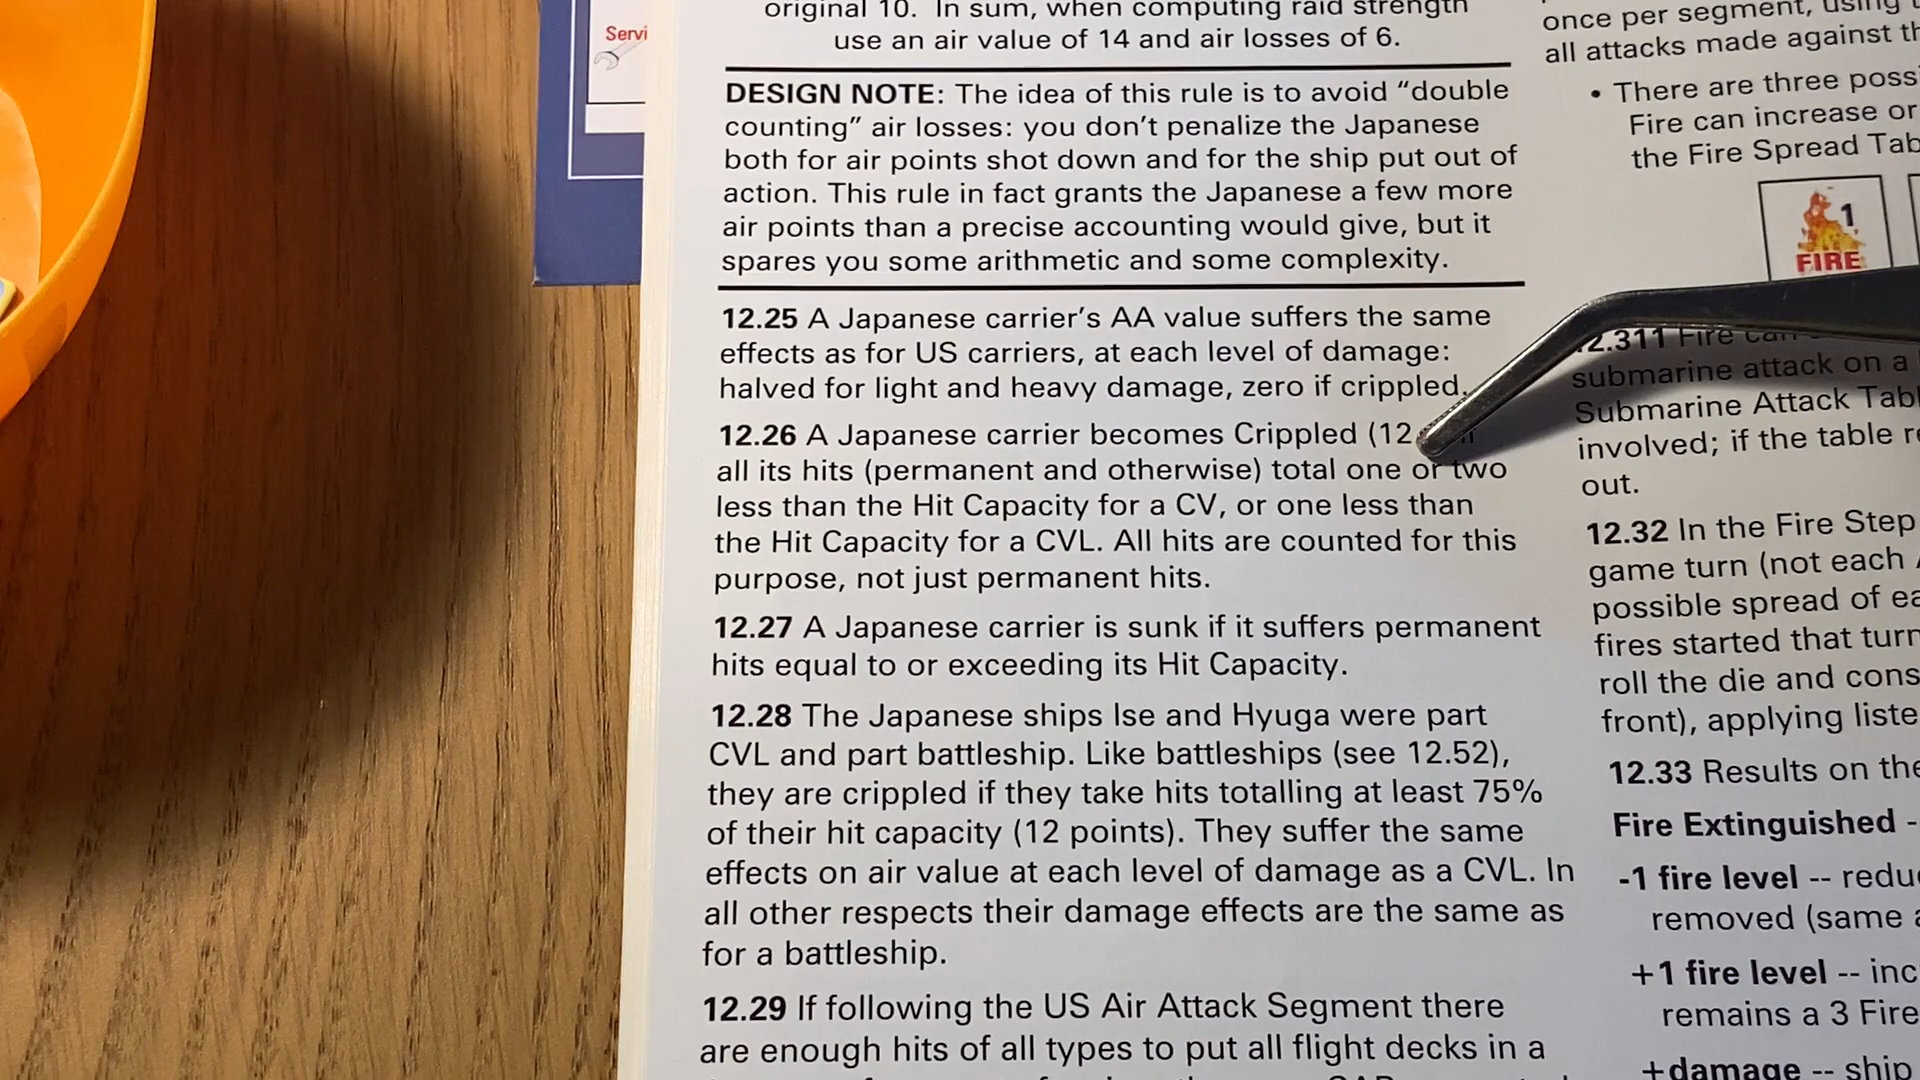 Servi
original 10. In sum, when computing raid strength
use an air value of 14 and air losses of 6.
DESIGN NOTE: The idea of this rule is to avoid “double
counting” air losses: you don’t penalize the Japanese
both for air points shot down and for the ship put out of
action. This rule in fact grants the Japanese a few more
air points than a precise accounting would give, but it
spares you some arithmetic and some complexity.
12.25 A Japanese carrier’s AA value suffers the same
effects as for US carriers, at each level of damage:
halved for light and heavy damage, zero if crippled.
12.26 A Japanese carrier becomes Crippled (12.
all its hits (permanent and otherwise) total one or two
less than the Hit Capacity for a CV, or one less than
the Hit Capacity for a CVL. All hits are counted for this
purpose, not just permanent hits.
12.27 A Japanese carrier is sunk if it suffers permanent
hits equal to or exceeding its Hit Capacity.
12.28 The Japanese ships Ise and Hyuga were part
CVL and part battleship. Like battleships (see 12.52),
they are crippled if they take hits totalling at least 75%
of their hit capacity (12 points). They suffer the same
effects on air value at each level of damage as a CVL. In
all other respects their damage effects are the same as
for a battleship.
12.29 If following the US Air Attack Segment there
are enough hits of all types to put all flight decks in a
once per segment, using
all attacks made against th
• There are three poss
Fire can increase or
the Fire Spread Tab
1
FIRE
2.311 Fire can
submarine attack on a
Submarine Attack Tabl
involved; if the table re
out.
12.32 In the Fire Step
game turn (not each
possible spread of ea
fires started that turn
roll the die and cons
front), applying liste
12.33 Results on the
Fire Extinguished -
-1 fire level -- redu
removed (same a
+1 fire level -- inc
remains a 3 Fire
+damage -- ship